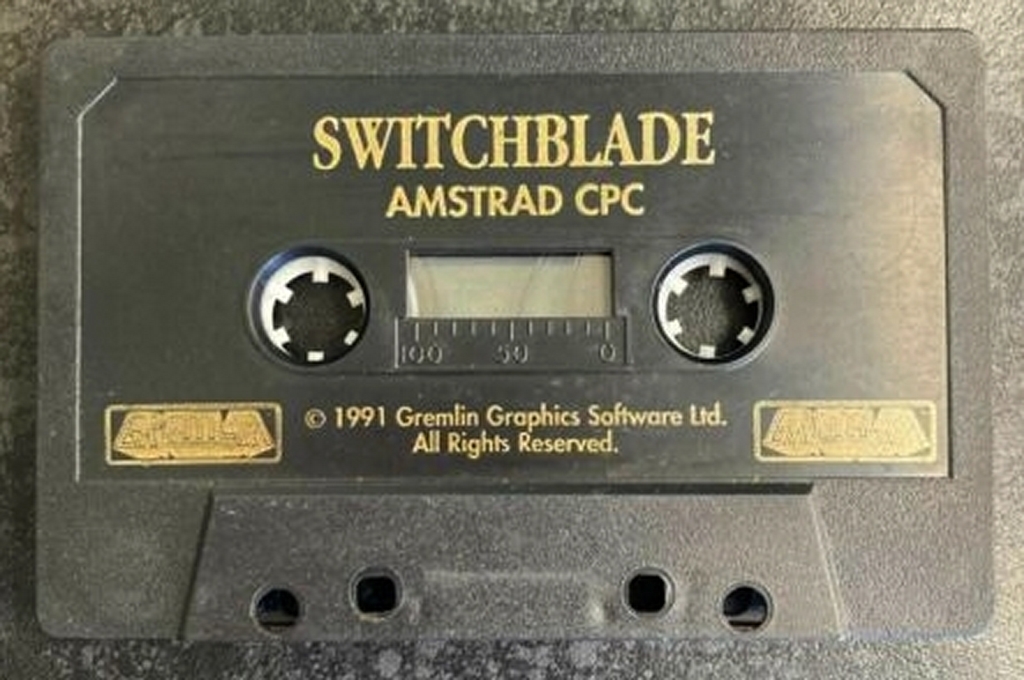 SWITCHBLADE
AMSTRAD CPC
100 50 0
© 1991 Gremlin Graphics Software Ltd.
All Rights Reserved.